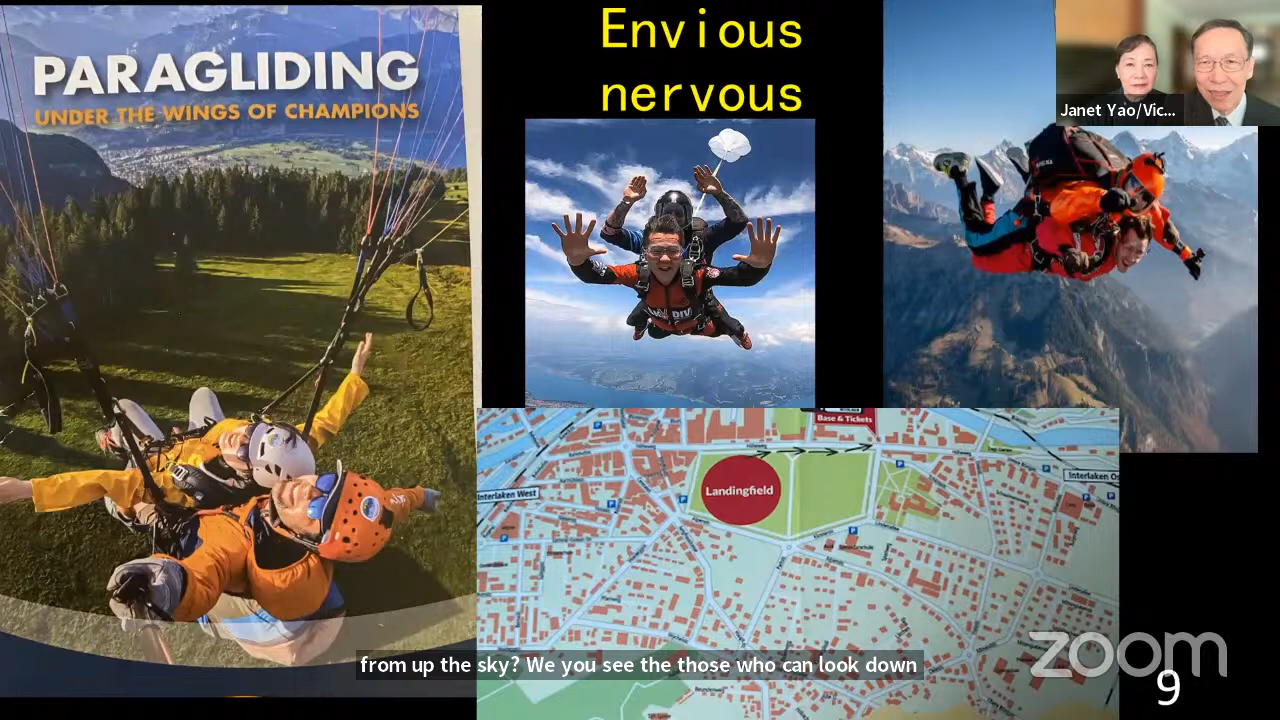 PARAGLIDING
UNDER THE WINGS OF CHAMPIONS
Envious
nervous
Janet Yao/Vic...
Base & Tickets
Interlaken West
Landingfield
Interlaken Os
from up the sky? We you see the those who can look down
zoom
9